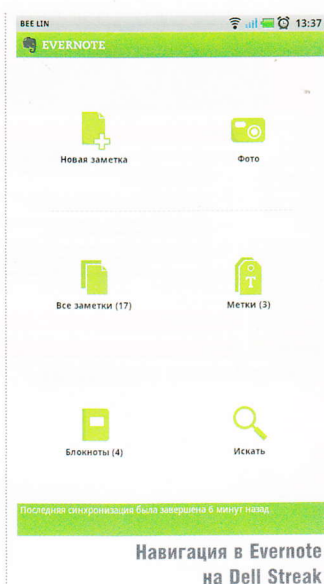 BEE LIN 13:37
EVERNOTE
Новая заметка Фото
Все заметки (17) Метки (3)
T
Блокноты (4) Искать
Последняя синхронизация была завершена 6 минут назад
Навигация в Evernote
на Dell Streak